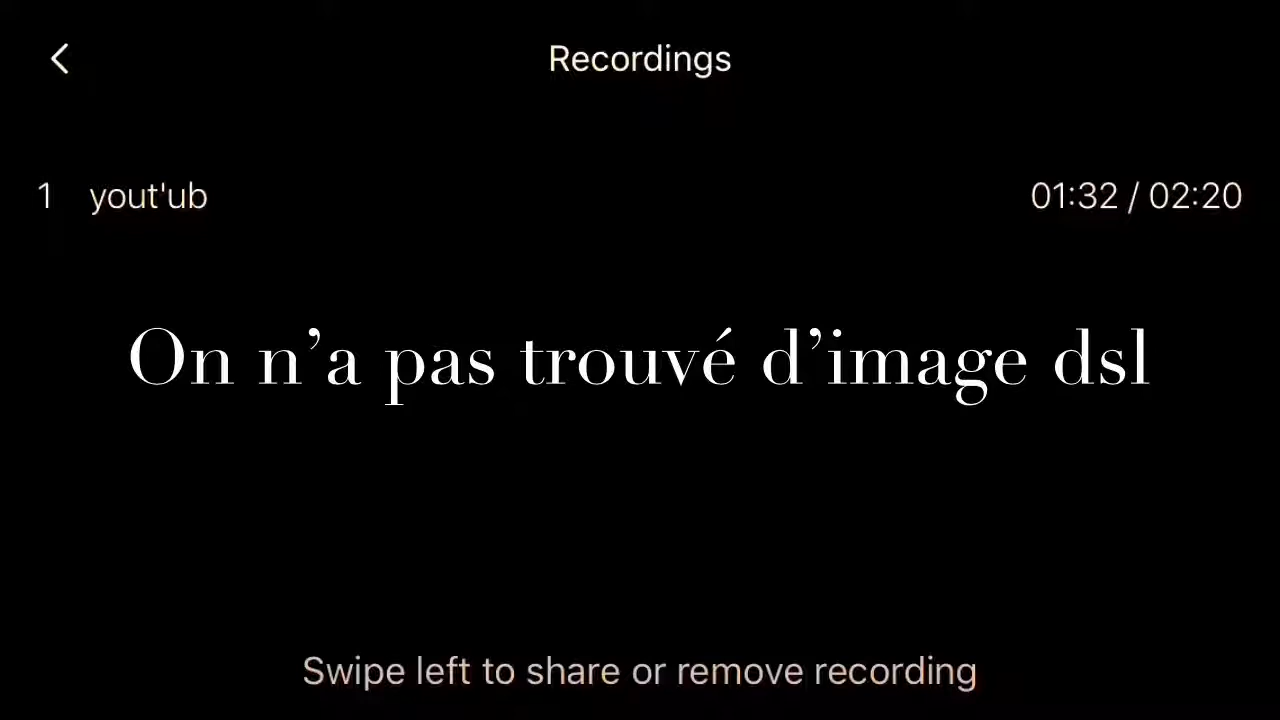 Recordings
1 yout'ub 01:32 / 02:20
On n’a pas trouvé d’image dsl
Swipe left to share or remove recording